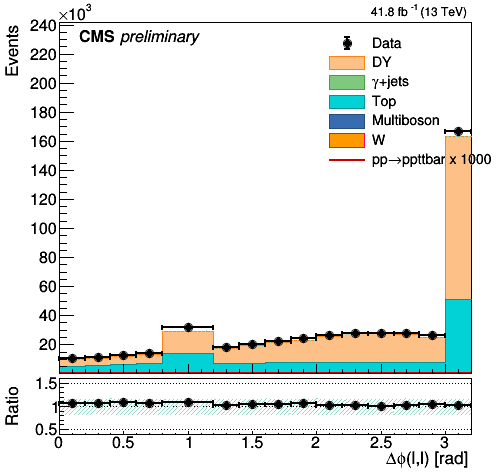 ×10³
41.8 fb⁻¹ (13 TeV)
Events
CMS preliminary
Data
DY
γ+jets
Top
Multiboson
W
pp→ppttbar x 1000
240
220
200
180
160
140
120
100
80
60
40
20
Ratio
1.5
1
0.5
0 0.5 1 1.5 2 2.5 3
Δϕ(l,l) [rad]